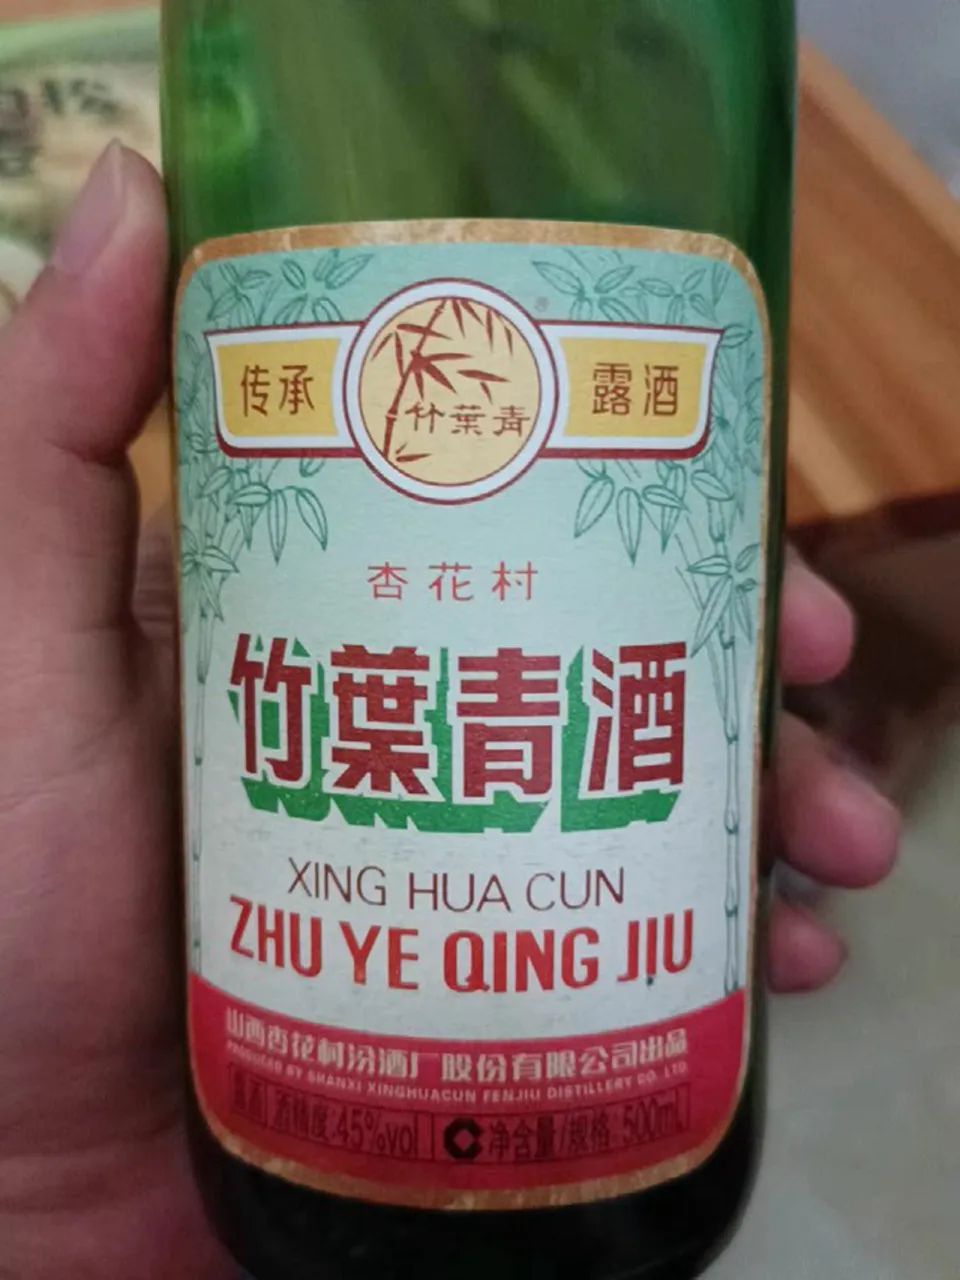 传承
竹葉青
露酒
杏花村
竹葉青酒
XING HUA CUN
ZHU YE QING JIU
山西杏花村汾酒厂股份有限公司出品
PRODUCED BY SHANXI XINGHUACUN FENJIU DISTILLERY CO. LTD.
露酒 酒精度:45%vol 净含量/规格:500mL